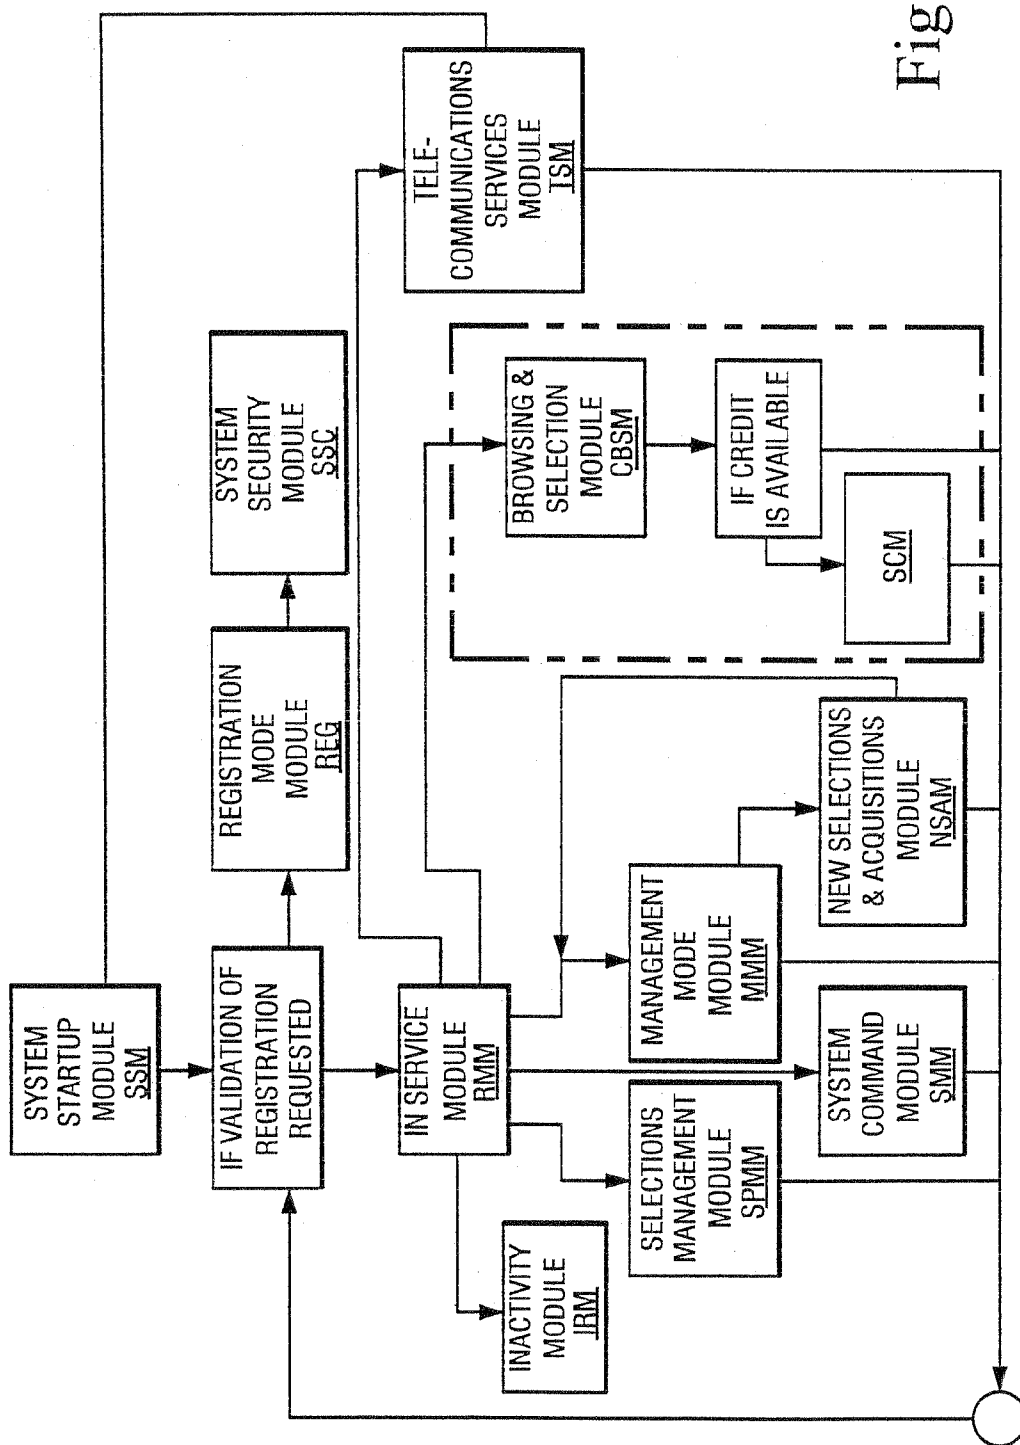 SYSTEM
STARTUP
MODULE
SSM
IF VALIDATION OF
REGISTRATION
REQUESTED
REGISTRATION
MODE
MODULE
REG
SYSTEM
SECURITY
MODULE
SSC
IN SERVICE
MODULE
RMM
TELE-
COMMUNICATIONS
SERVICES
MODULE
TSM
INACTIVITY
MODULE
IRM
BROWSING &
SELECTION
MODULE
CBSM
SELECTIONS
MANAGEMENT
MODULE
SPMM
MANAGEMENT
MODE
MODULE
MMM
IF CREDIT
IS AVAILABLE
SYSTEM
COMMAND
MODULE
SMM
NEW SELECTIONS
& ACQUISITIONS
MODULE
NSAM
SCM
Fig